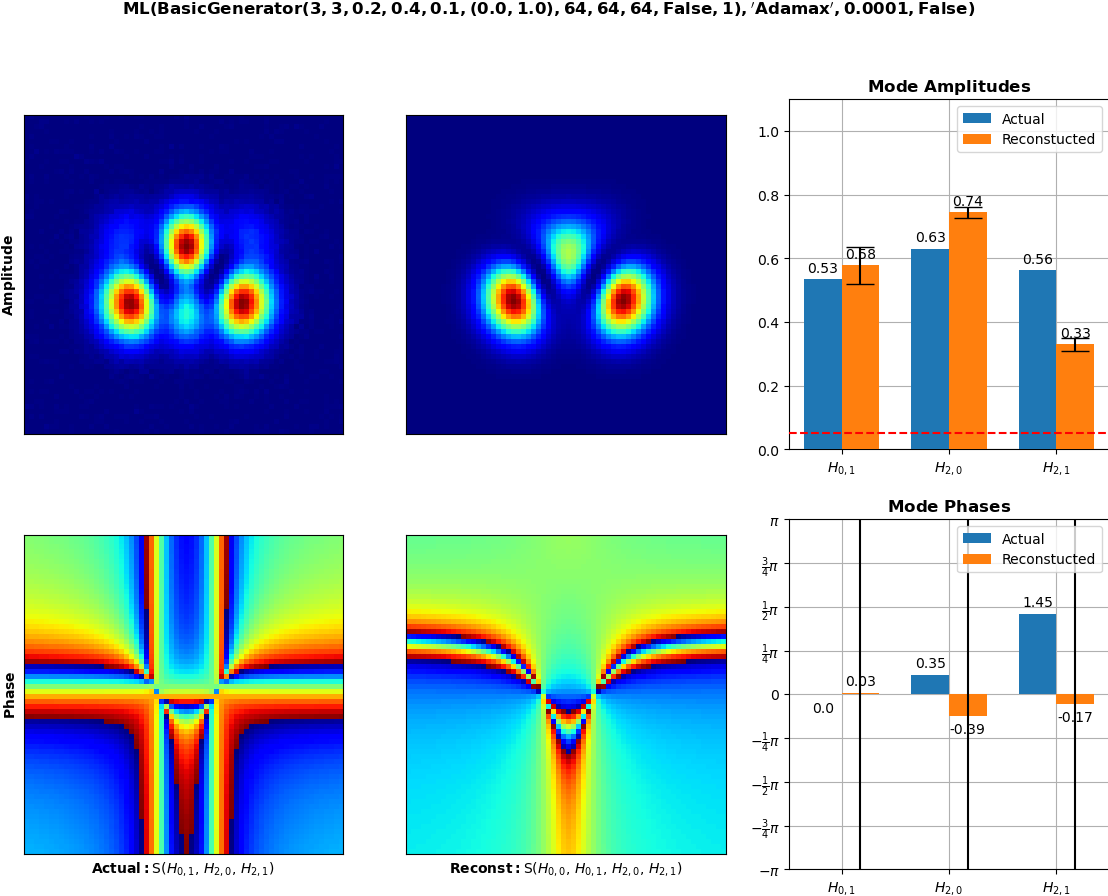 ML(BasicGenerator(3, 3, 0.2, 0.4, 0.1, (0.0, 1.0), 64, 64, 64, False, 1), ′Adamax′, 0.0001, False)
Amplitude
Mode Amplitudes
Actual
Reconstucted
1.0
0.8
0.6
0.4
0.2
0.0
0.53
0.58
0.63
0.74
0.56
0.33
H0,1
H2,0
H2,1
Phase
Actual: S(H0,1, H2,0, H2,1)
Reconst: S(H0,0, H0,1, H2,0, H2,1)
Mode Phases
Actual
Reconstucted
π
3/4π
1/2π
1/4π
0
−1/4π
−1/2π
−3/4π
−π
0.0
0.03
0.35
-0.39
1.45
-0.17
H0,1
H2,0
H2,1